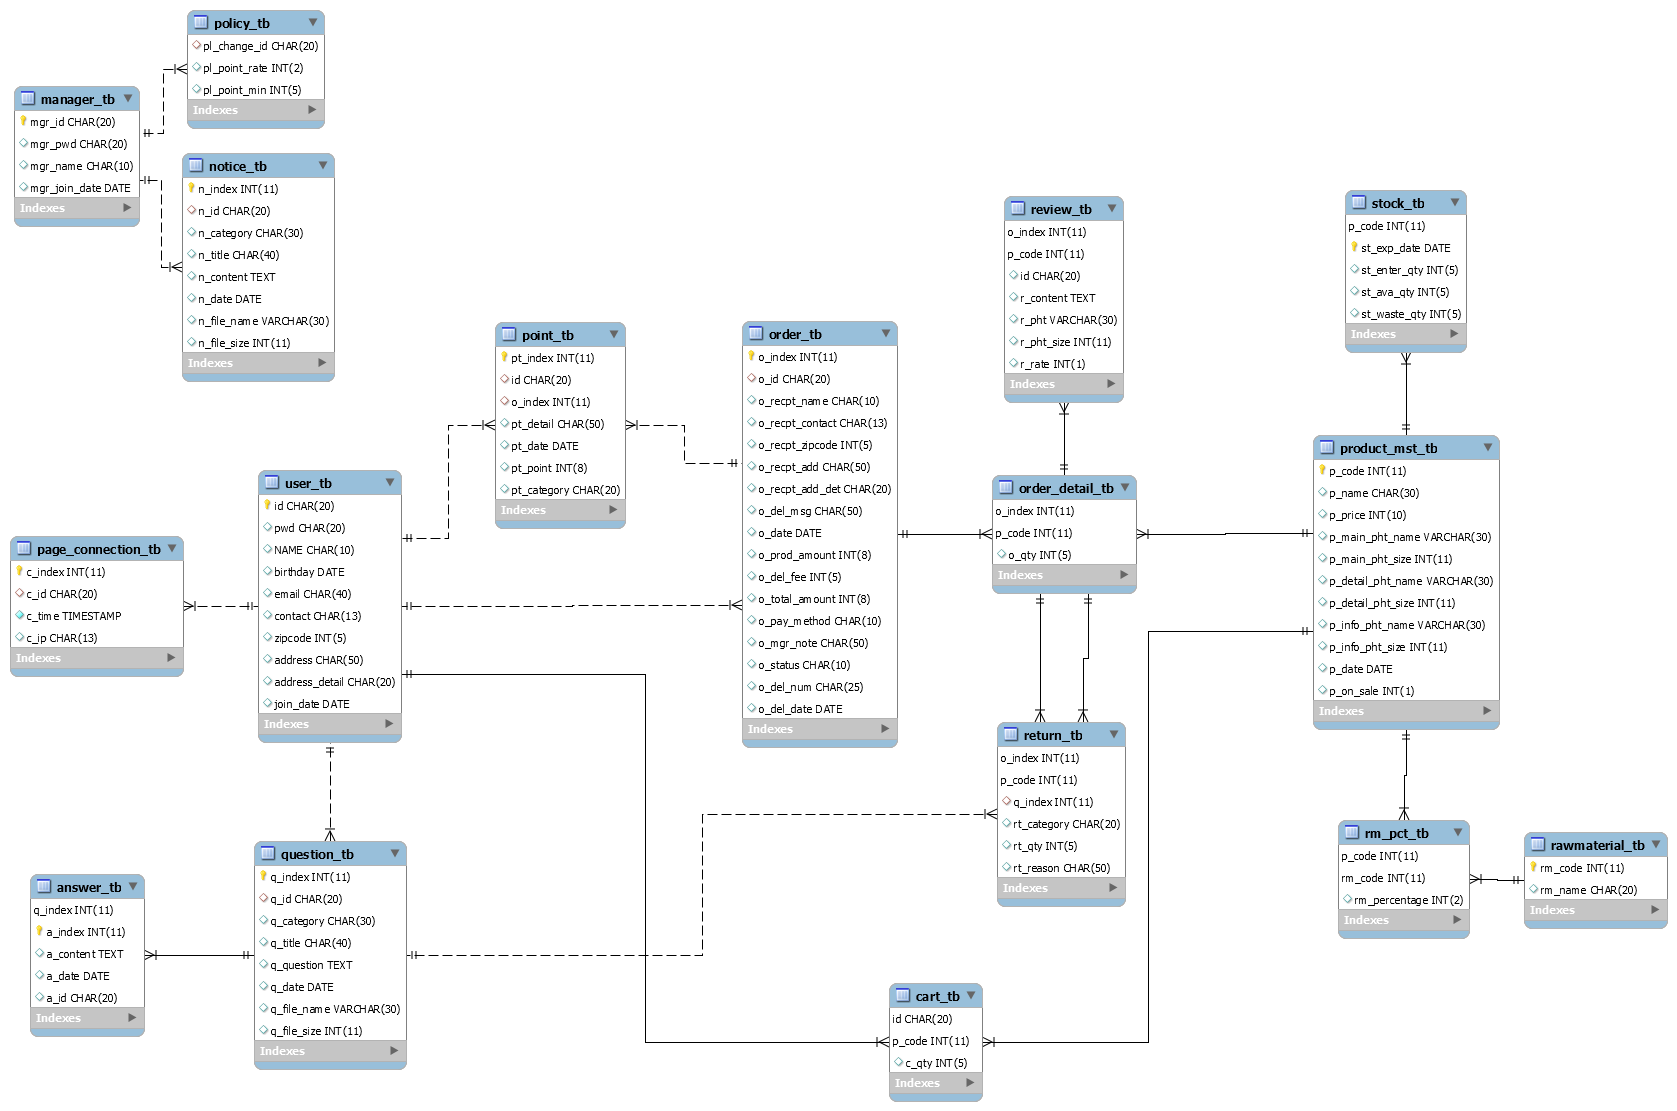 policy_tb
pl_change_id CHAR(20)
pl_point_rate INT(2)
pl_point_min INT(5)
Indexes
manager_tb
mgr_id CHAR(20)
mgr_pwd CHAR(20)
mgr_name CHAR(10)
mgr_join_date DATE
Indexes
notice_tb
n_index INT(11)
n_id CHAR(20)
n_category CHAR(30)
n_title CHAR(40)
n_content TEXT
n_date DATE
n_file_name VARCHAR(30)
n_file_size INT(11)
Indexes
point_tb
pt_index INT(11)
id CHAR(20)
o_index INT(11)
pt_detail CHAR(50)
pt_date DATE
pt_point INT(8)
pt_category CHAR(20)
Indexes
order_tb
o_index INT(11)
o_id CHAR(20)
o_recpt_name CHAR(10)
o_recpt_contact CHAR(13)
o_recpt_zipcode INT(5)
o_recpt_add CHAR(50)
o_recpt_add_det CHAR(20)
o_del_msg CHAR(50)
o_date DATE
o_prod_amount INT(8)
o_del_fee INT(5)
o_total_amount INT(8)
o_pay_method CHAR(10)
o_mgr_note CHAR(50)
o_status CHAR(10)
o_del_num CHAR(25)
o_del_date DATE
Indexes
review_tb
o_index INT(11)
p_code INT(11)
id CHAR(20)
r_content TEXT
r_pht VARCHAR(30)
r_pht_size INT(11)
r_rate INT(1)
Indexes
stock_tb
p_code INT(11)
st_exp_date DATE
st_enter_qty INT(5)
st_ava_qty INT(5)
st_waste_qty INT(5)
Indexes
product_mst_tb
p_code INT(11)
p_name CHAR(30)
p_price INT(10)
p_main_pht_name VARCHAR(30)
p_main_pht_size INT(11)
p_detail_pht_name VARCHAR(30)
p_detail_pht_size INT(11)
p_info_pht_name VARCHAR(30)
p_info_pht_size INT(11)
p_date DATE
p_on_sale INT(1)
Indexes
order_detail_tb
o_index INT(11)
p_code INT(11)
o_qty INT(5)
Indexes
user_tb
id CHAR(20)
pwd CHAR(20)
NAME CHAR(10)
birthday DATE
email CHAR(40)
contact CHAR(13)
zipcode INT(5)
address CHAR(50)
address_detail CHAR(20)
join_date DATE
Indexes
page_connection_tb
c_index INT(11)
c_id CHAR(20)
c_time TIMESTAMP
c_ip CHAR(13)
Indexes
return_tb
o_index INT(11)
p_code INT(11)
q_index INT(11)
rt_category CHAR(20)
rt_qty INT(5)
rt_reason CHAR(50)
Indexes
rm_pct_tb
p_code INT(11)
rm_code INT(11)
rm_percentage INT(2)
Indexes
rawmaterial_tb
rm_code INT(11)
rm_name CHAR(20)
Indexes
question_tb
q_index INT(11)
q_id CHAR(20)
q_category CHAR(30)
q_title CHAR(40)
q_question TEXT
q_date DATE
q_file_name VARCHAR(30)
q_file_size INT(11)
Indexes
answer_tb
q_index INT(11)
a_index INT(11)
a_content TEXT
a_date DATE
a_id CHAR(20)
Indexes
cart_tb
id CHAR(20)
p_code INT(11)
c_qty INT(5)
Indexes